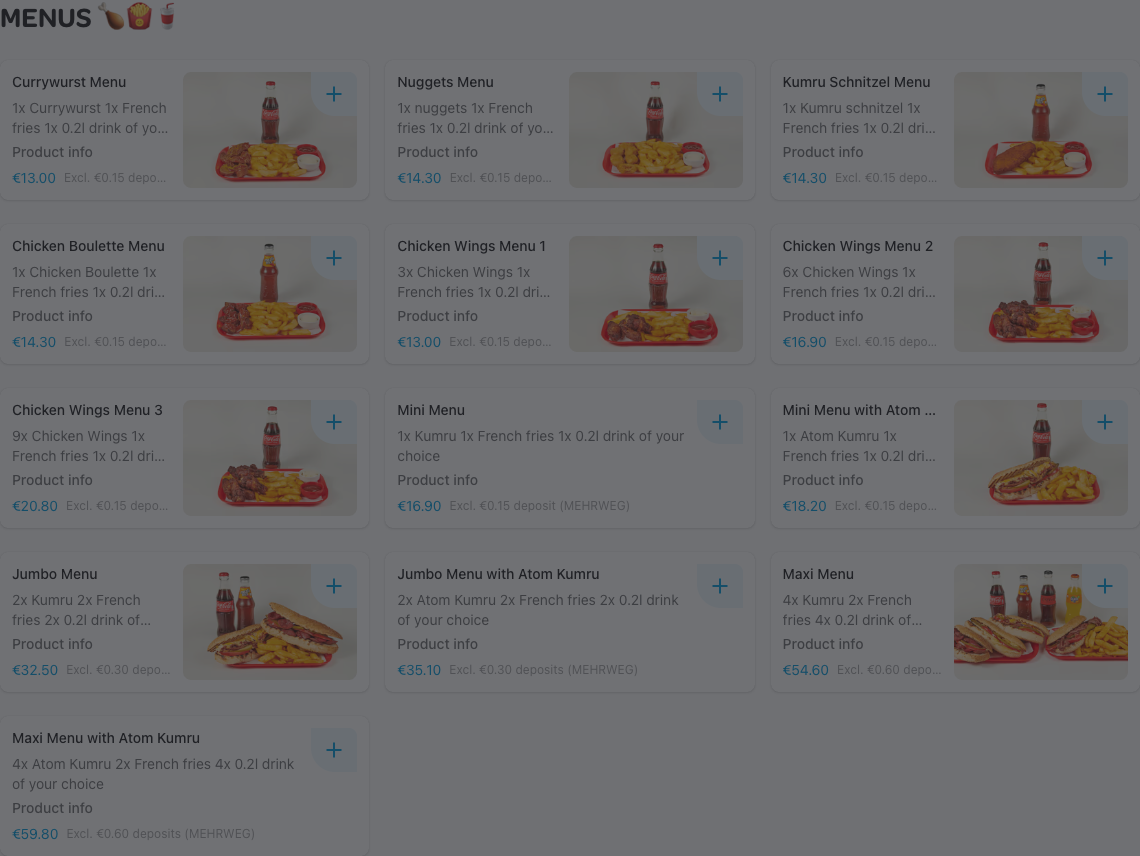 MENUS 🍗🍟🥤
Currywurst Menu
1x Currywurst 1x French
fries 1x 0.2l drink of yo...
Product info
€13.00 Excl. €0.15 depo...
Nuggets Menu
1x nuggets 1x French
fries 1x 0.2l drink of yo...
Product info
€14.30 Excl. €0.15 depo...
Kumru Schnitzel Menu
1x Kumru schnitzel 1x
French fries 1x 0.2l dri...
Product info
€14.30 Excl. €0.15 depo...
Chicken Boulette Menu
1x Chicken Boulette 1x
French fries 1x 0.2l dri...
Product info
€14.30 Excl. €0.15 depo...
Chicken Wings Menu 1
3x Chicken Wings 1x
French fries 1x 0.2l dri...
Product info
€13.00 Excl. €0.15 depo...
Chicken Wings Menu 2
6x Chicken Wings 1x
French fries 1x 0.2l dri...
Product info
€16.90 Excl. €0.15 depo...
Chicken Wings Menu 3
9x Chicken Wings 1x
French fries 1x 0.2l dri...
Product info
€20.80 Excl. €0.15 depo...
Mini Menu
1x Kumru 1x French fries 1x 0.2l drink of your
choice
Product info
€16.90 Excl. €0.15 deposit (MEHRWEG)
Mini Menu with Atom ...
1x Atom Kumru 1x
French fries 1x 0.2l dri...
Product info
€18.20 Excl. €0.15 depo...
Jumbo Menu
2x Kumru 2x French
fries 2x 0.2l drink of...
Product info
€32.50 Excl. €0.30 depo...
Jumbo Menu with Atom Kumru
2x Atom Kumru 2x French fries 2x 0.2l drink
of your choice
Product info
€35.10 Excl. €0.30 deposits (MEHRWEG)
Maxi Menu
4x Kumru 2x French
fries 4x 0.2l drink of...
Product info
€54.60 Excl. €0.60 depo...
Maxi Menu with Atom Kumru
4x Atom Kumru 2x French fries 4x 0.2l drink
of your choice
Product info
€59.80 Excl. €0.60 deposits (MEHRWEG)